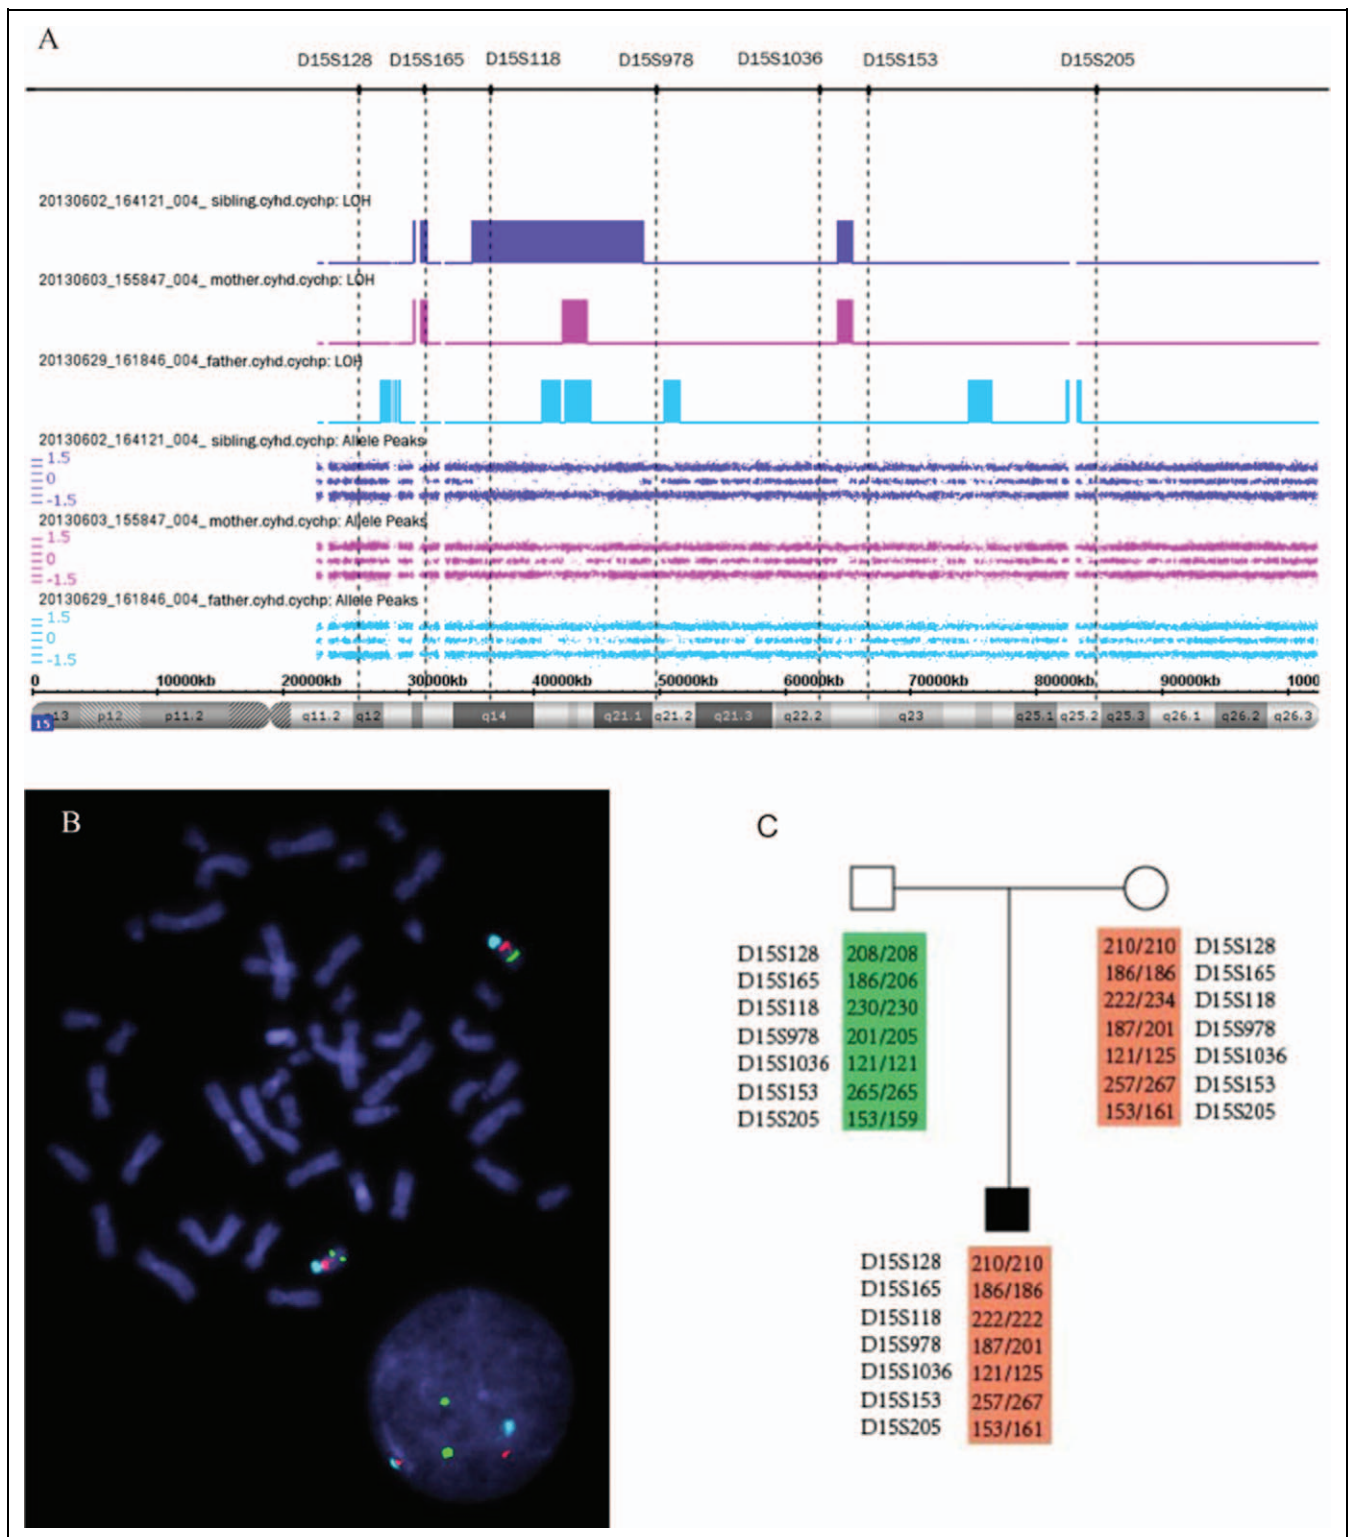 A
D15S128 D15S165 D15S118 D15S978 D15S1036 D15S153 D15S205
20130602_164121_004_ sibling.cyhd.cychp: LOH
20130603_155847_004_ mother.cyhd.cychp: LOH
20130629_161846_004_father.cyhd.cychp: LOH
20130602_164121_004_ sibling.cyhd.cychp: Allele Peaks
1.5
0
-1.5
20130603_155847_004_mother.cyhd.cychp: Allele Peaks
1.5
0
-1.5
20130629_161846_004_father.cyhd.cychp: Allele Peaks
1.5
0
-1.5
0 10000kb 20000kb 30000kb 40000kb 50000kb 60000kb 70000kb 80000kb 90000kb 1000
p12 p11.2 q11.2 q12 q14 q21.1 q21.2 q21.3 q22.2 q23 q25.1 q25.2 q25.3 q26.1 q26.2 q26.3
15
B
C
D15S128 208/208
D15S165 186/206
D15S118 230/230
D15S978 201/205
D15S1036 121/121
D15S153 265/265
D15S205 153/159
210/210 D15S128
186/186 D15S165
222/234 D15S118
187/201 D15S978
121/125 D15S1036
257/267 D15S153
153/161 D15S205
D15S128 210/210
D15S165 186/186
D15S118 222/222
D15S978 187/201
D15S1036 121/125
D15S153 257/267
D15S205 153/161